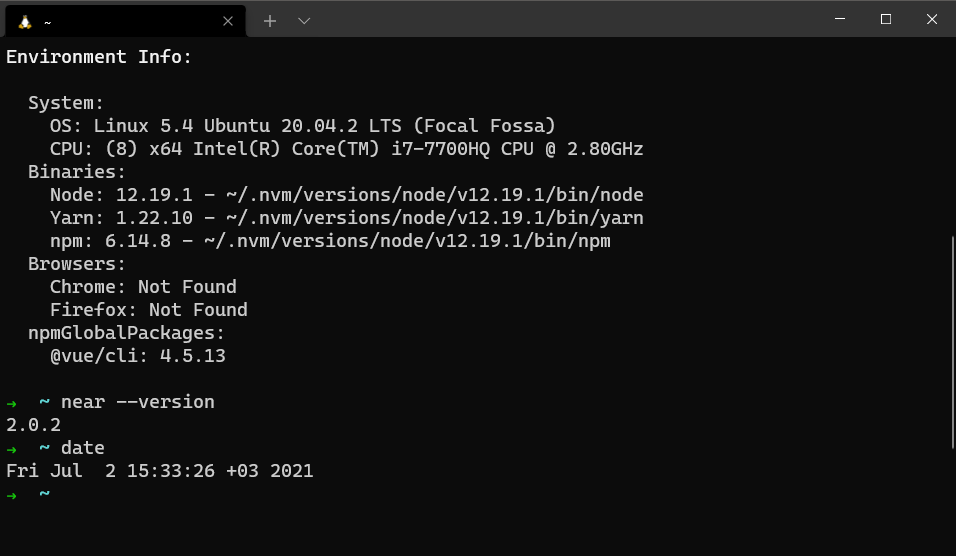 ~
Environment Info:
System:
OS: Linux 5.4 Ubuntu 20.04.2 LTS (Focal Fossa)
CPU: (8) x64 Intel(R) Core(TM) i7-7700HQ CPU @ 2.80GHz
Binaries:
Node: 12.19.1 - ~/.nvm/versions/node/v12.19.1/bin/node
Yarn: 1.22.10 - ~/.nvm/versions/node/v12.19.1/bin/yarn
npm: 6.14.8 - ~/.nvm/versions/node/v12.19.1/bin/npm
Browsers:
Chrome: Not Found
Firefox: Not Found
npmGlobalPackages:
@vue/cli: 4.5.13
→ ~ near --version
2.0.2
→ ~ date
Fri Jul  2 15:33:26 +03 2021
→ ~